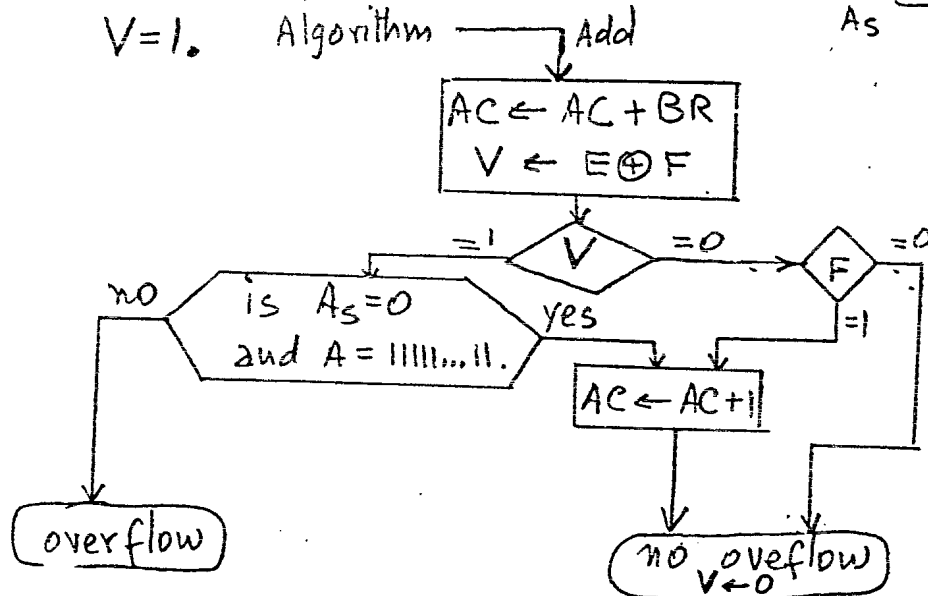 V=1. Algorithm Add As
AC ← AC + BR
V ← E ⊕ F
=1 V =0 F =0
no is As=0 yes =1
and A = 11111...11.
AC ← AC+1
overflow no oveflow
V←0